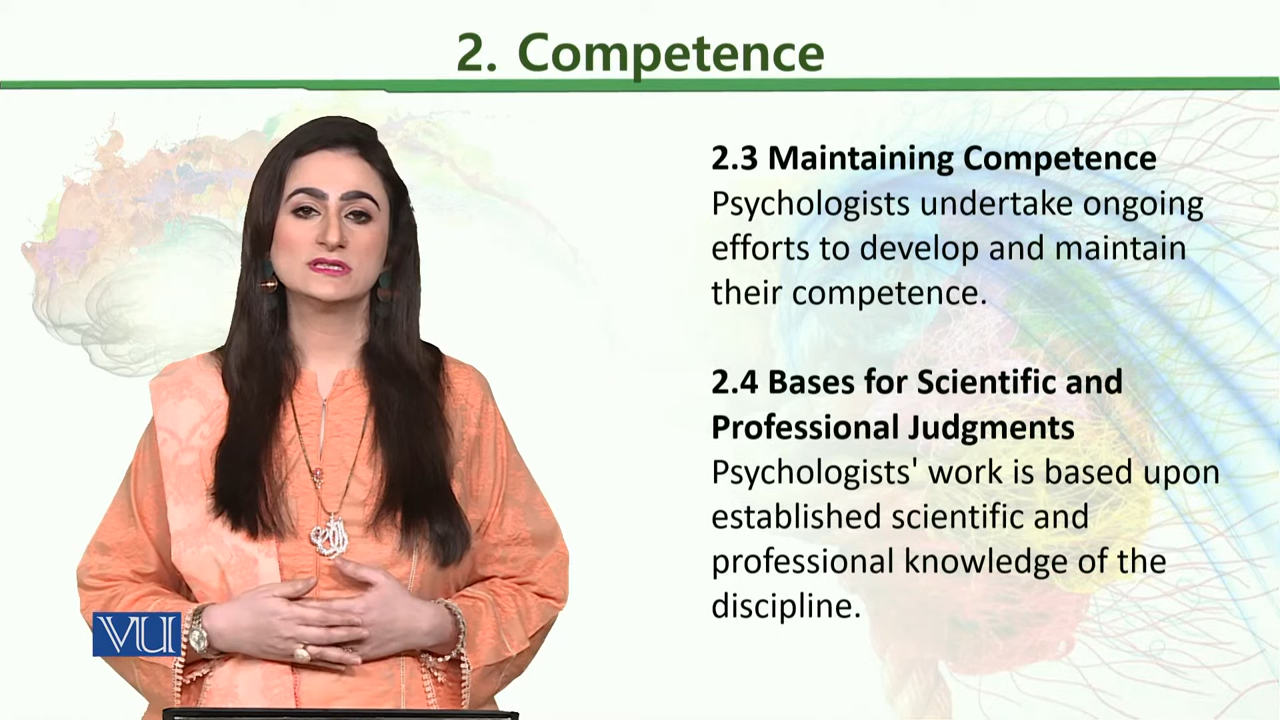 2. Competence
2.3 Maintaining Competence
Psychologists undertake ongoing
efforts to develop and maintain
their competence.
2.4 Bases for Scientific and
Professional Judgments
Psychologists' work is based upon
established scientific and
professional knowledge of the
discipline.
VU